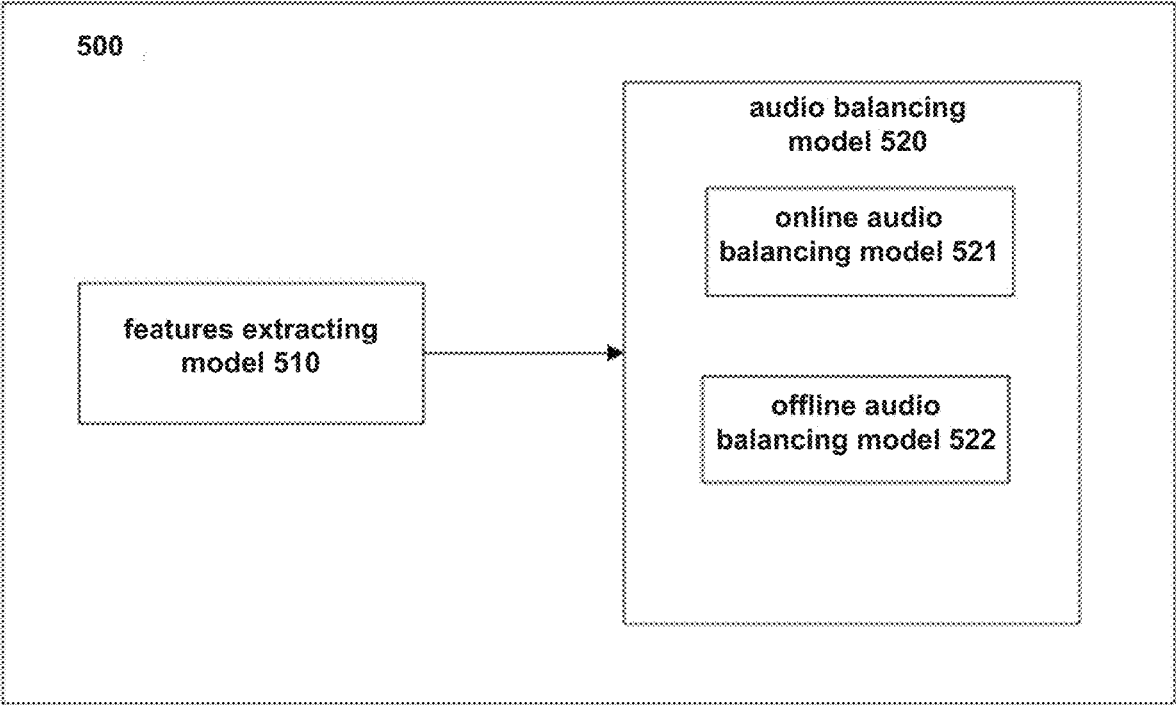 500
audio balancing
model 520
online audio
balancing model 521
features extracting
model 510
offline audio
balancing model 522